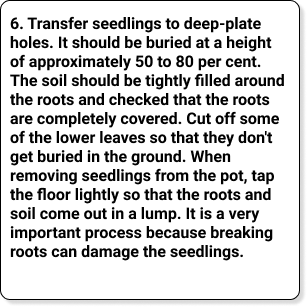 6. Transfer seedlings to deep-plate
holes. It should be buried at a height
of approximately 50 to 80 per cent.
The soil should be tightly filled around
the roots and checked that the roots
are completely covered. Cut off some
of the lower leaves so that they don't
get buried in the ground. When
removing seedlings from the pot, tap
the floor lightly so that the roots and
soil come out in a lump. It is a very
important process because breaking
roots can damage the seedlings.